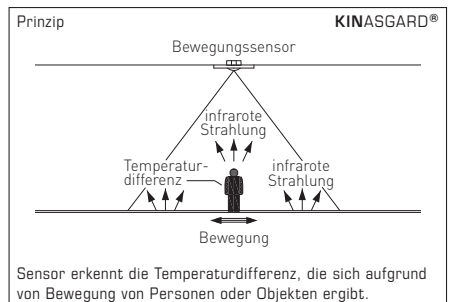 Prinzip
KINASGARD®
Bewegungssensor
infrarote
Strahlung
Temperatur-
differenz
infrarote
Strahlung
Bewegung
Sensor erkennt die Temperaturdifferenz, die sich aufgrund
von Bewegung von Personen oder Objekten ergibt.